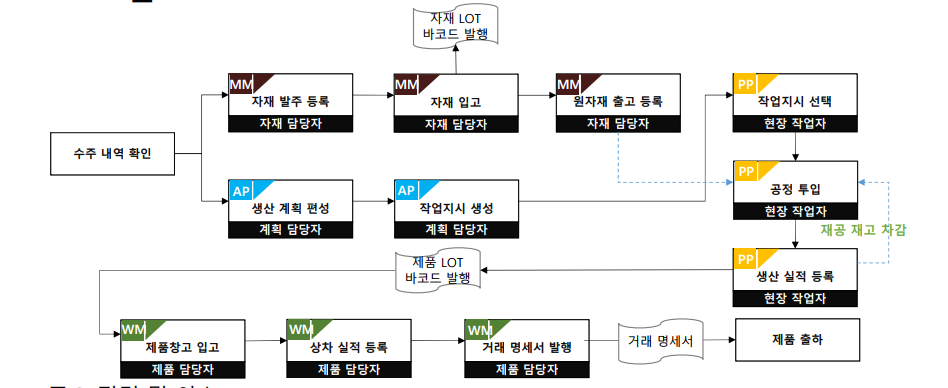 자재 LOT
바코드 발행
MM
자재 발주 등록
자재 담당자
MM
자재 입고
자재 담당자
MM
원자재 출고 등록
자재 담당자
PP
작업지시 선택
현장 작업자
수주 내역 확인
AP
생산 계획 편성
계획 담당자
AP
작업지시 생성
계획 담당자
PP
공정 투입
현장 작업자
재공 재고 차감
제품 LOT
바코드 발행
PP
생산 실적 등록
현장 작업자
WM
제품창고 입고
제품 담당자
WM
상차 실적 등록
제품 담당자
WM
거래 명세서 발행
제품 담당자
거래 명세서
제품 출하